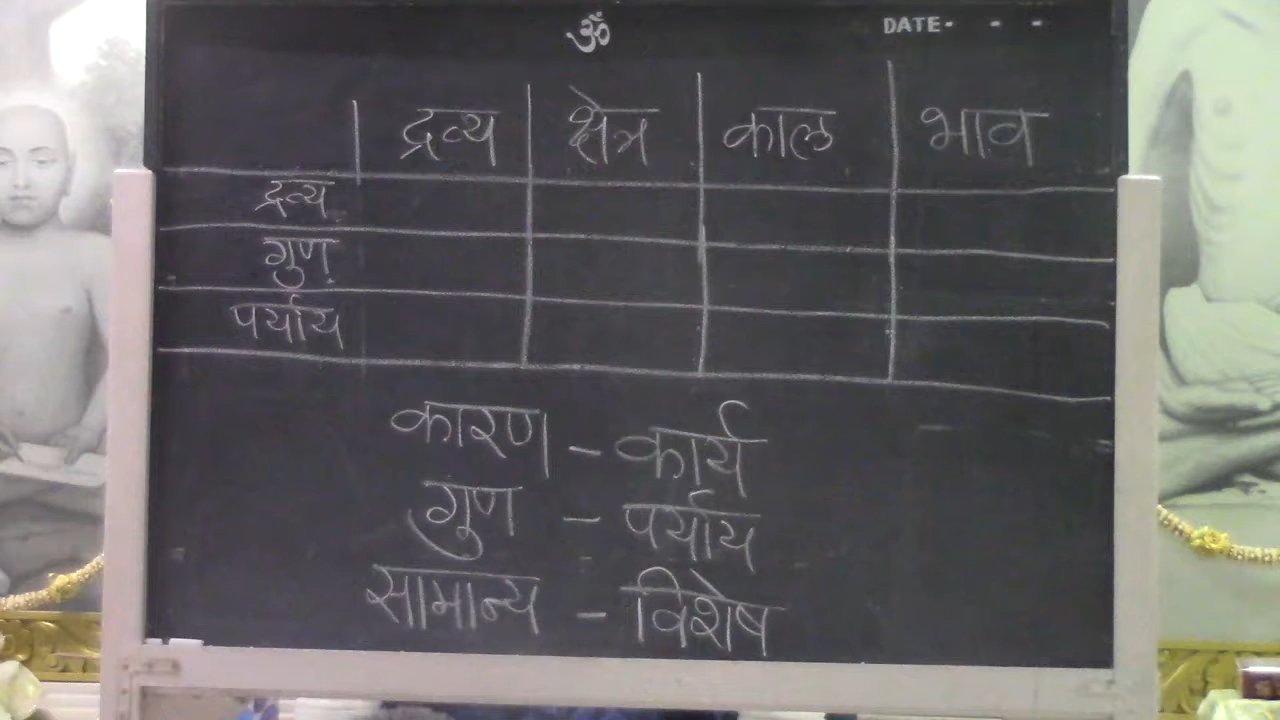 ॐ DATE- - -
द्रव्य क्षेत्र काल भाव
द्रव्य
गुण
पर्याय
कारण - कार्य
गुण - पर्याय
सामान्य - विशेष